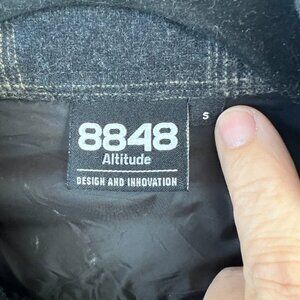 8848
Altitude
DESIGN AND INNOVATION
S